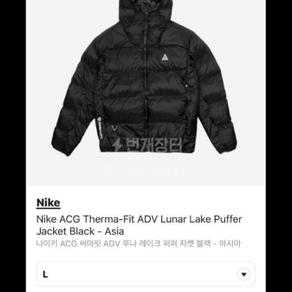 번개장터
Nike
Nike ACG Therma-Fit ADV Lunar Lake Puffer
Jacket Black - Asia
나이키 ACG 써마핏 ADV 루나 레이크 퍼퍼 자켓 블랙 - 아시아
L